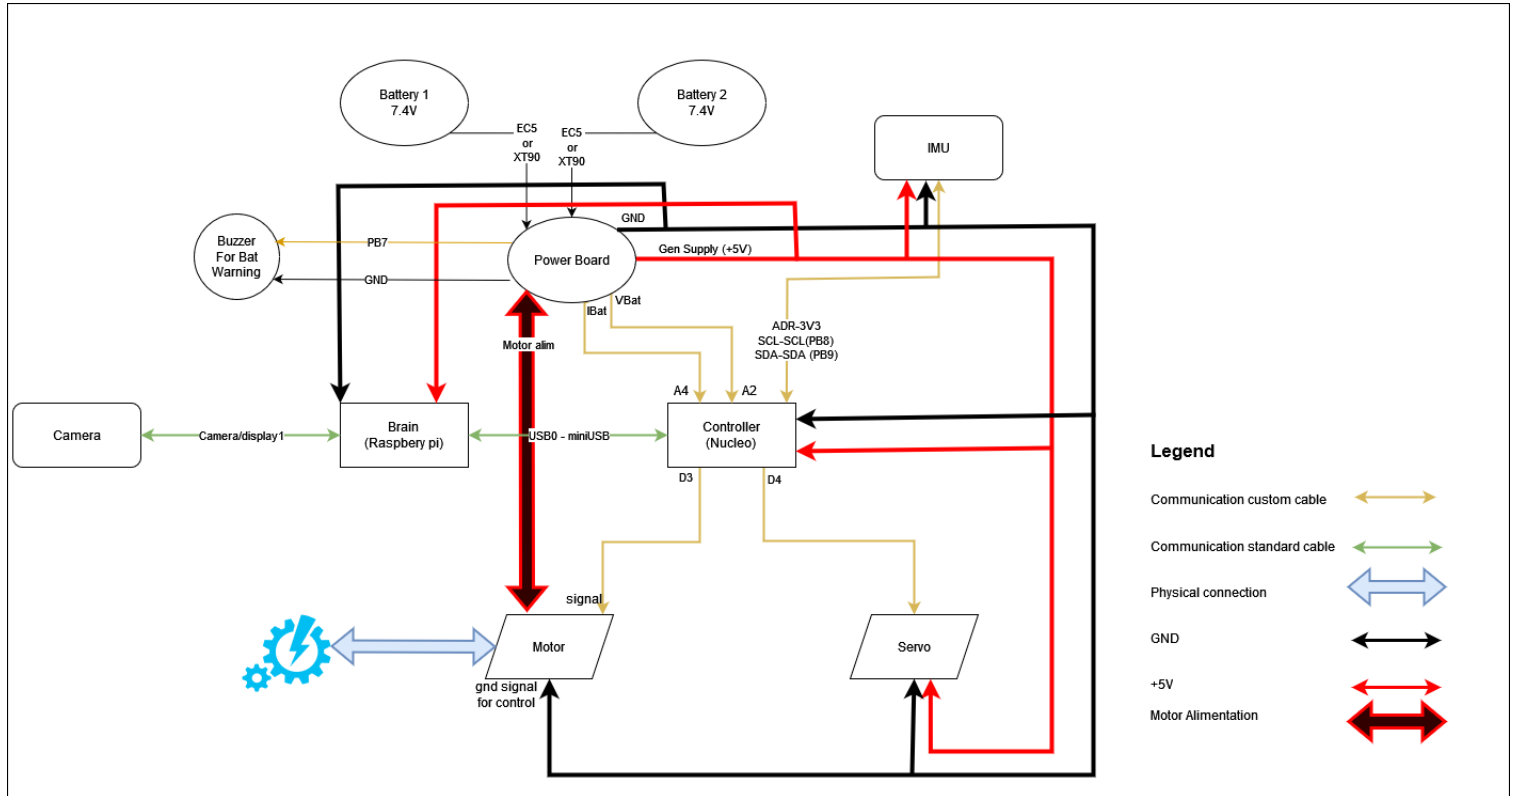 Battery 1
7.4V
Battery 2
7.4V
EC5
or
XT90
EC5
or
XT90
IMU
GND
Buzzer
For Bat
Warning
PB7
GND
Power Board
Gen Supply (+5V)
IBat
VBat
Motor alim
ADR-3V3
SCL-SCL(PB8)
SDA-SDA (PB9)
A4
A2
Camera
Camera/display1
Brain
(Raspbery pi)
USB0 - miniUSB
Controller
(Nucleo)
D3
D4
signal
Motor
gnd signal
for control
Servo
Legend
Communication custom cable
Communication standard cable
Physical connection
GND
+5V
Motor Alimentation